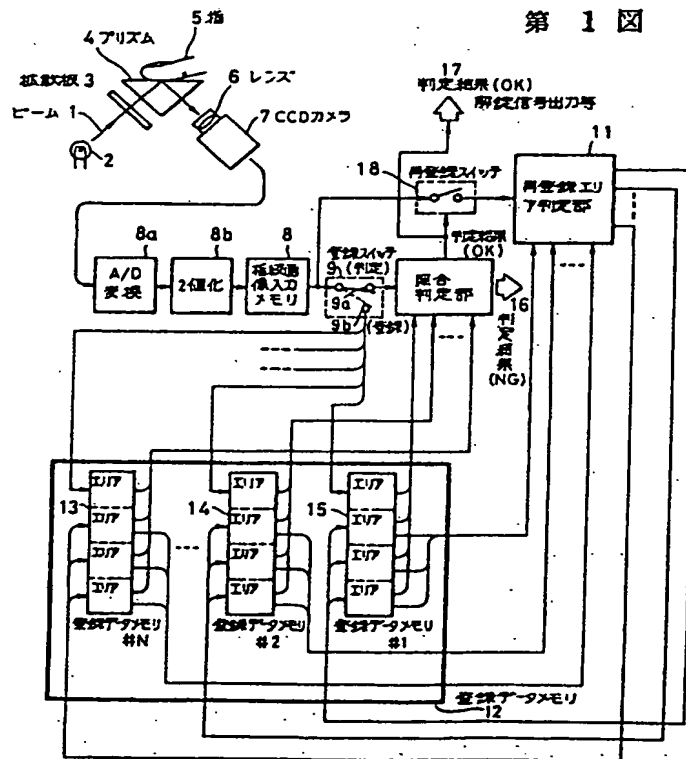 第 1 図
5 指
4 プリズム
拡散板 3
6 レンズ
ビーム 1
7 CCDカメラ
2
17
判定結果(OK)
解錠信号出力等
18
再登録スイッチ
11
再登録エリ
ア判定部
8a
A/D
変換
8b
2値化
8
指紋画
像入力
メモリ
登録スイッチ
9 (判定)
9a
9b (登録)
判定結果
(OK)
照合
判定部
16
判定結果
(NG)
13
エリア
エリア
エリア
エリア
登録データメモリ
#N
14
エリア
エリア
エリア
エリア
登録データメモリ
#2
15
エリア
エリア
エリア
エリア
登録データメモリ
#1
登録データメモリ
12